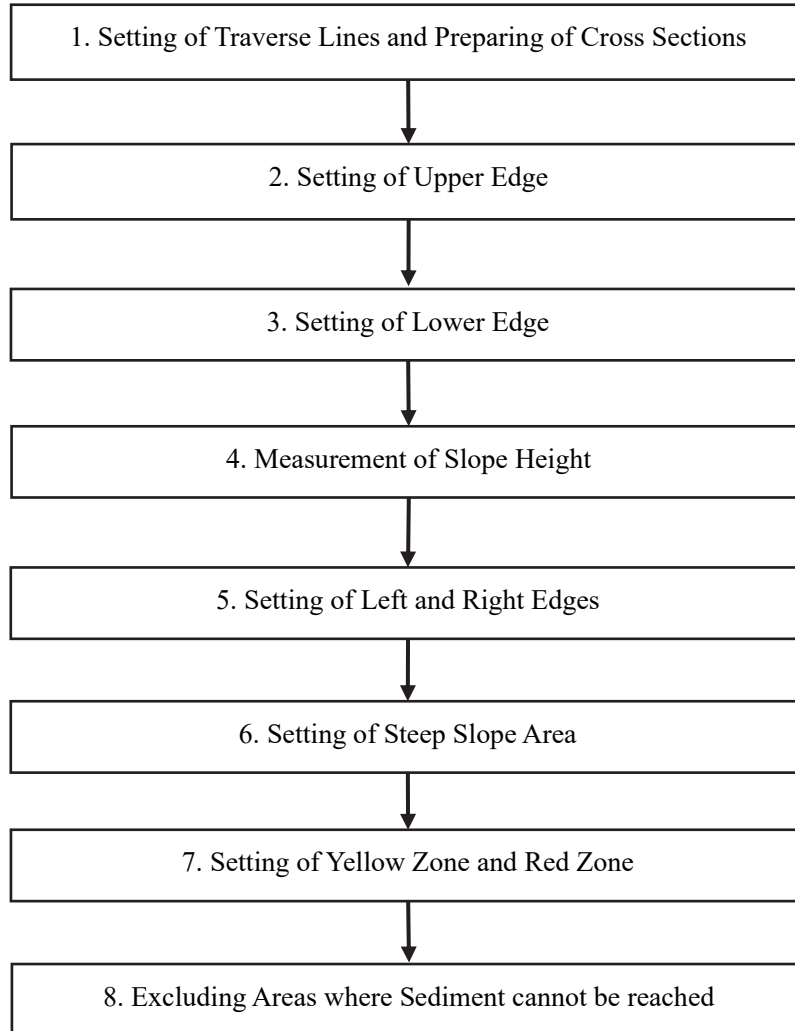 1. Setting of Traverse Lines and Preparing of Cross Sections
2. Setting of Upper Edge
3. Setting of Lower Edge
4. Measurement of Slope Height
5. Setting of Left and Right Edges
6. Setting of Steep Slope Area
7. Setting of Yellow Zone and Red Zone
8. Excluding Areas where Sediment cannot be reached